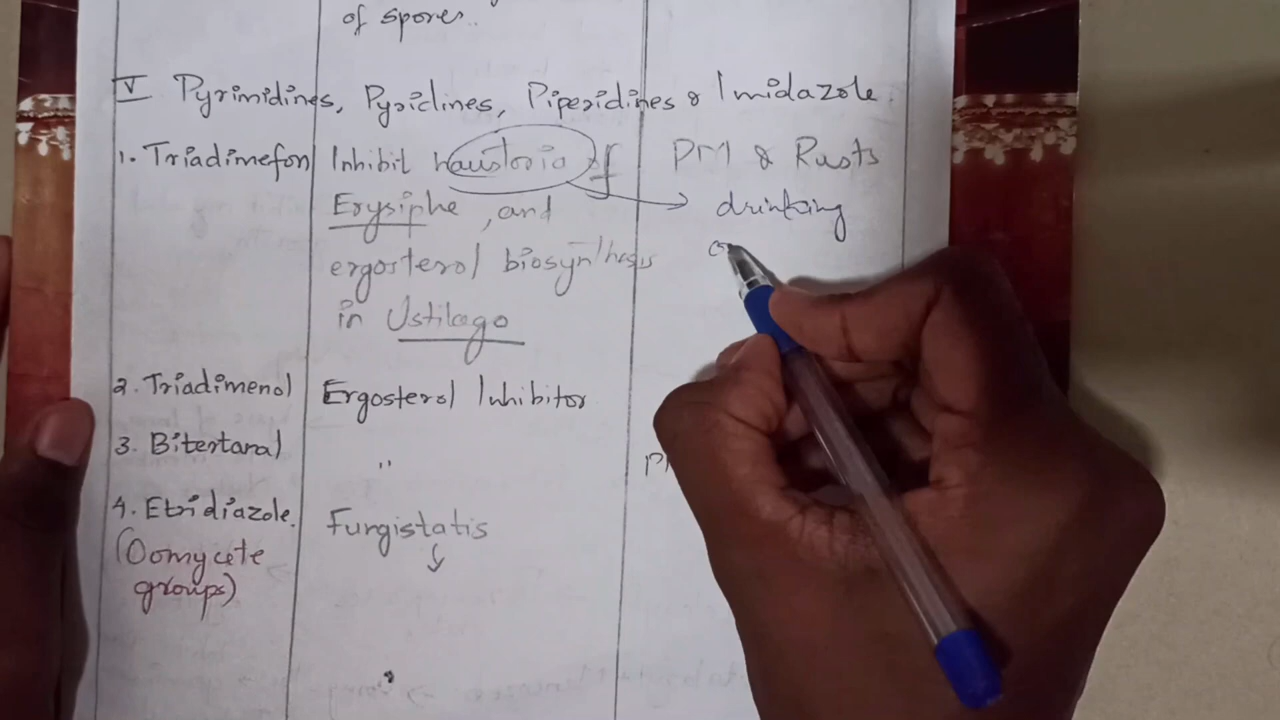 of spores.
V Pyrimidines, Pyridines, Piperidines & Imidazole.
1. Triadimefon
Inhibit haustoria of
Erysiphe, and
ergosterol biosynthesis
in Ustilago
PM & Rusts
drinking
2. Triadimenol
Ergosterol Inhibitor
3. Bitertanal
"
4. Etridiazole.
(Oomycete
groups)
Fungistatis